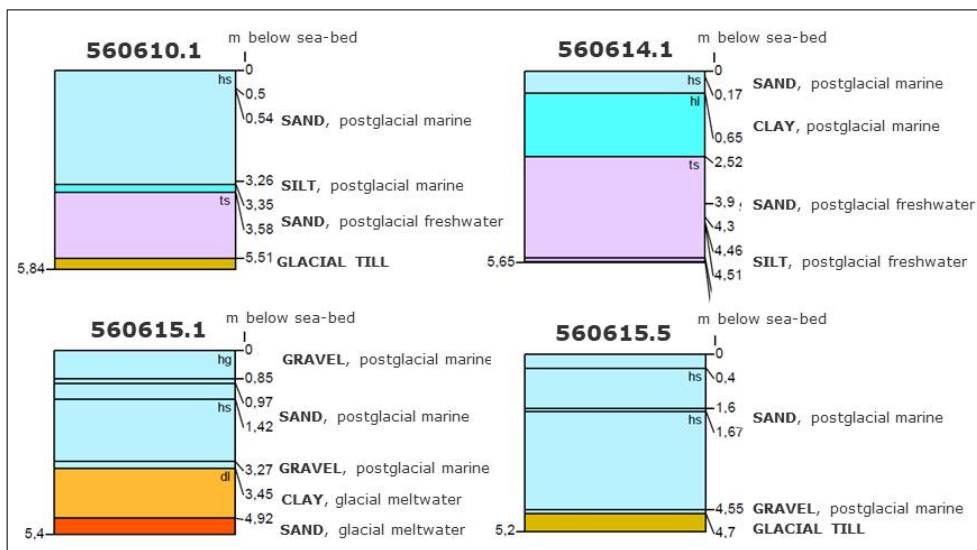 560610.1
m below sea-bed
0
hs
0,5
0,54
SAND, postglacial marine
3,26
SILT, postglacial marine
ts
3,35
SAND, postglacial freshwater
3,58
5,51
GLACIAL TILL
5,84
560614.1
m below sea-bed
0
hs
SAND, postglacial marine
0,17
hl
CLAY, postglacial marine
0,65
2,52
ts
3,9
SAND, postglacial freshwater
4,3
4,46
SILT, postglacial freshwater
4,51
5,65
560615.1
m below sea-bed
0
hg
GRAVEL, postglacial marine
0,85
0,97
hs
SAND, postglacial marine
1,42
3,27
GRAVEL, postglacial marine
dl
3,45
CLAY, glacial meltwater
4,92
SAND, glacial meltwater
5,4
560615.5
m below sea-bed
0
hs
0,4
1,6
hs
SAND, postglacial marine
1,67
4,55
GRAVEL, postglacial marine
4,7
GLACIAL TILL
5,2